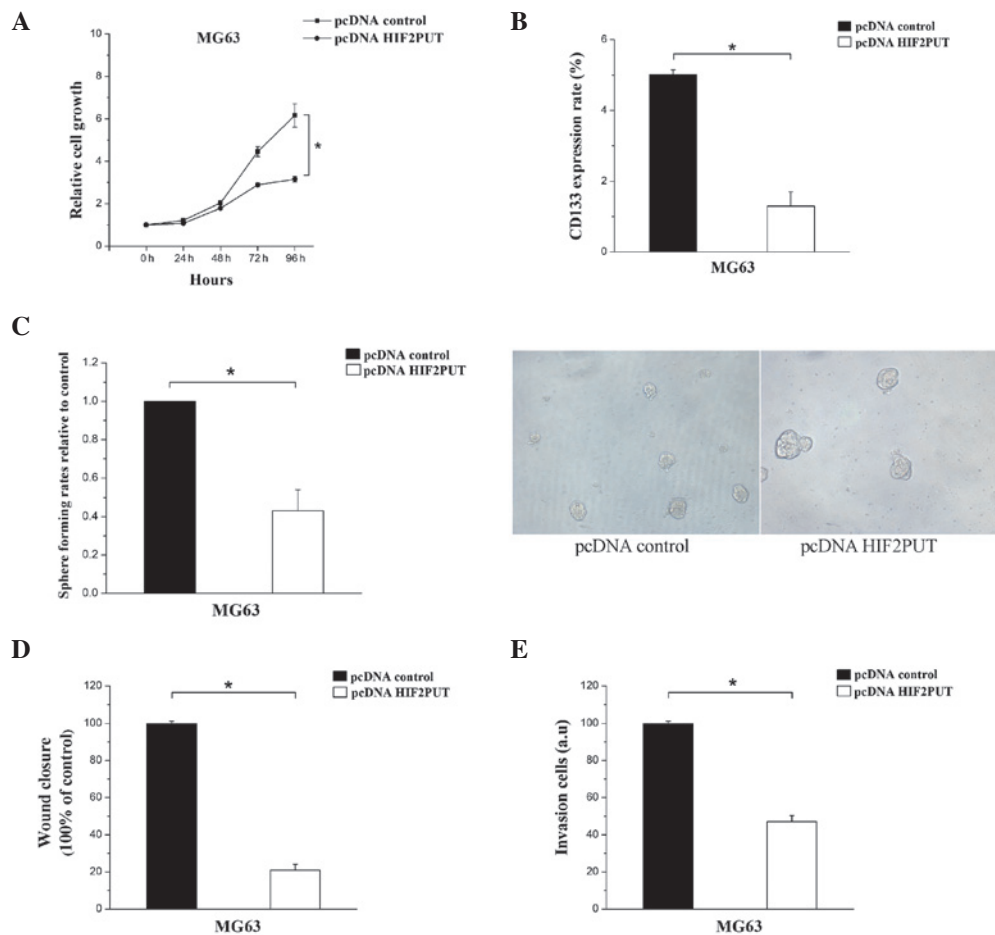 A
MG63
pcDNA control
pcDNA HIF2PUT
Relative cell growth
10
8
6
4
2
0
*
0 h 24 h 48 h 72 h 96 h
Hours
B
pcDNA control
pcDNA HIF2PUT
CD133 expression rate (%)
6
4
2
0
*
MG63
C
pcDNA control
pcDNA HIF2PUT
Sphere forming rates relative to control
1.2
1.0
0.8
0.6
0.4
0.2
0.0
*
MG63
pcDNA control
pcDNA HIF2PUT
D
pcDNA control
pcDNA HIF2PUT
Wound closure
(100% of control)
120
100
80
60
40
20
0
*
MG63
E
pcDNA control
pcDNA HIF2PUT
Invasion cells (a.u)
120
100
80
60
40
20
0
*
MG63